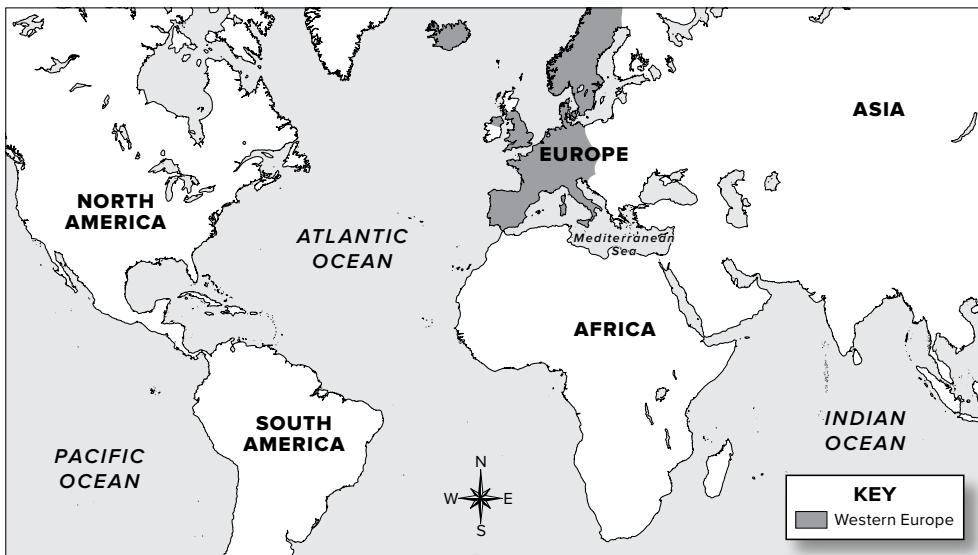 ASIA
EUROPE
NORTH
AMERICA
ATLANTIC
OCEAN
Mediterranean
Sea
AFRICA
SOUTH
AMERICA
INDIAN
OCEAN
PACIFIC
OCEAN
N
W E
S
KEY
Western Europe